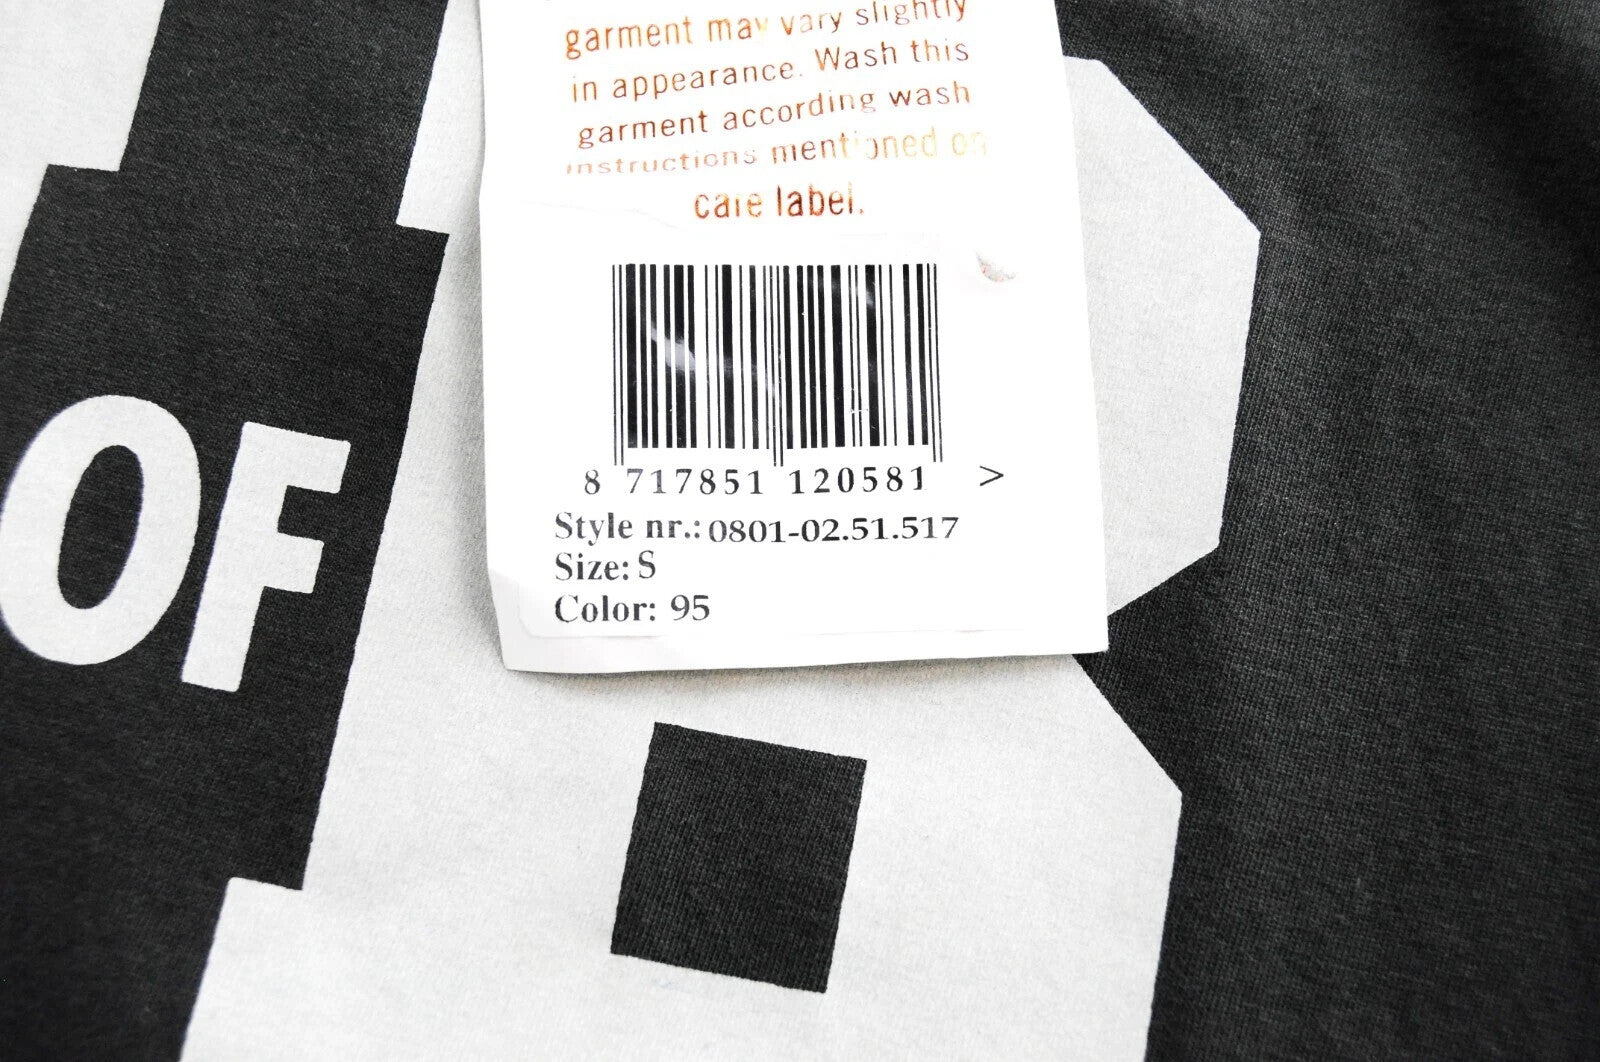 garment may vary slightly
in appearance. Wash this
garment according wash
instructions mentioned on
care label.
8 717851 120581 >
Style nr.: 0801-02.51.517
Size: S
Color: 95
OF